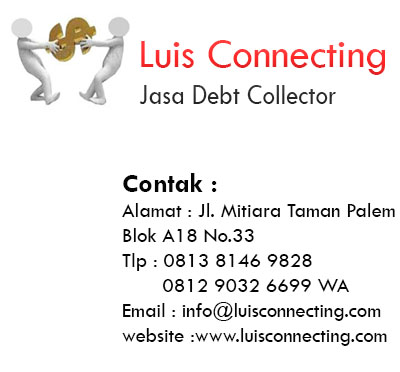 Luis Connecting
Jasa Debt Collector
Contak :
Alamat : Jl. Mitiara Taman Palem
Blok A18 No.33
Tlp : 0813 8146 9828
0812 9032 6699 WA
Email : info@luisconnecting.com
website :www.luisconnecting.com